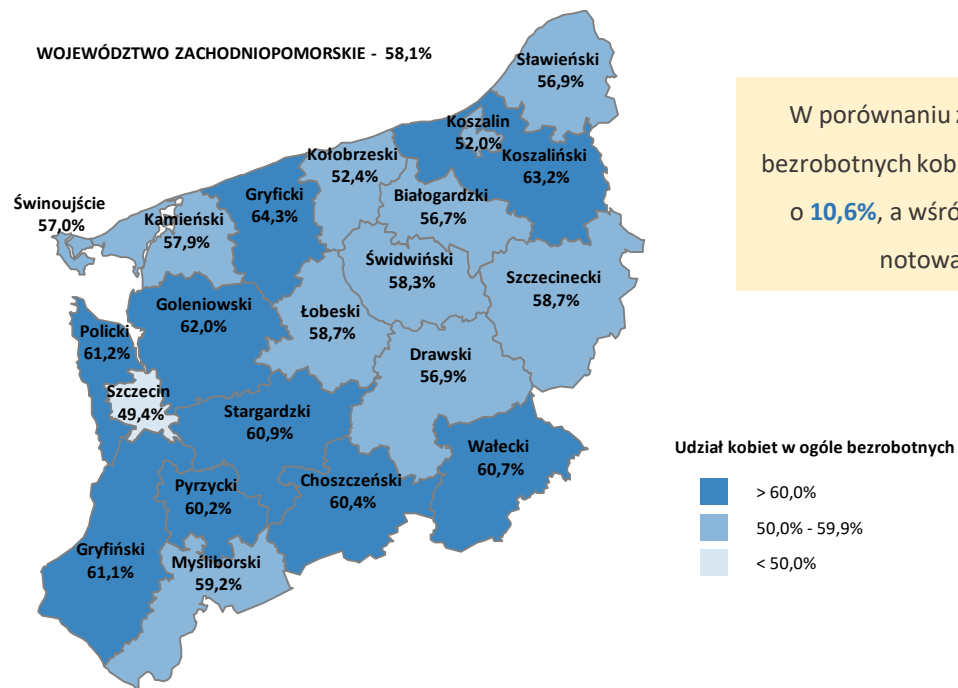 WOJEWÓDZTWO ZACHODNIOPOMORSKIE - 58,1%
Sławieński
56,9%
Koszalin
52,0%
Koszaliński
63,2%
Kołobrzeski
52,4%
Białogardzki
56,7%
Gryficki
64,3%
Świnoujście
57,0%
Kamieński
57,9%
Świdwiński
58,3%
Szczecinecki
58,7%
Goleniowski
62,0%
Łobeski
58,7%
Policki
61,2%
Drawski
56,9%
Szczecin
49,4%
Stargardzki
60,9%
Wałecki
60,7%
Choszczeński
60,4%
Pyrzycki
60,2%
Gryfiński
61,1%
Myśliborski
59,2%
W porównaniu z
bezrobotnych kob
o 10,6%, a wśró
notowa
Udział kobiet w ogóle bezrobotnych
> 60,0%
50,0% - 59,9%
< 50,0%